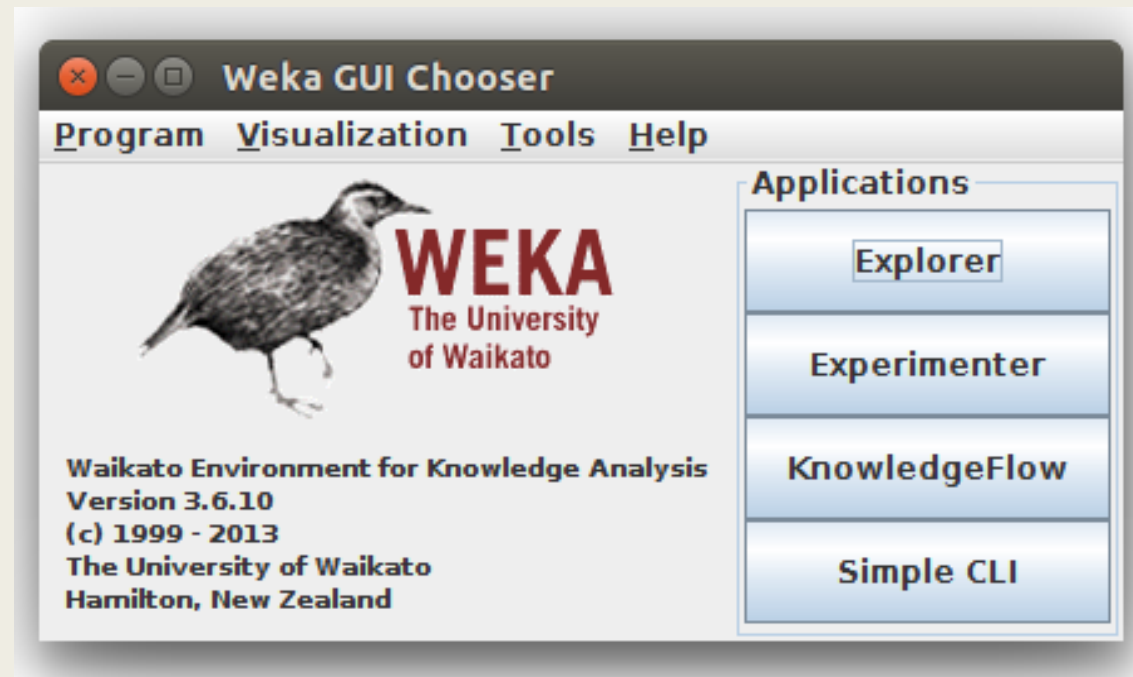 Weka GUI Chooser
Program Visualization Tools Help
WEKA
The University
of Waikato
Waikato Environment for Knowledge Analysis
Version 3.6.10
(c) 1999 - 2013
The University of Waikato
Hamilton, New Zealand
Applications
Explorer
Experimenter
KnowledgeFlow
Simple CLI